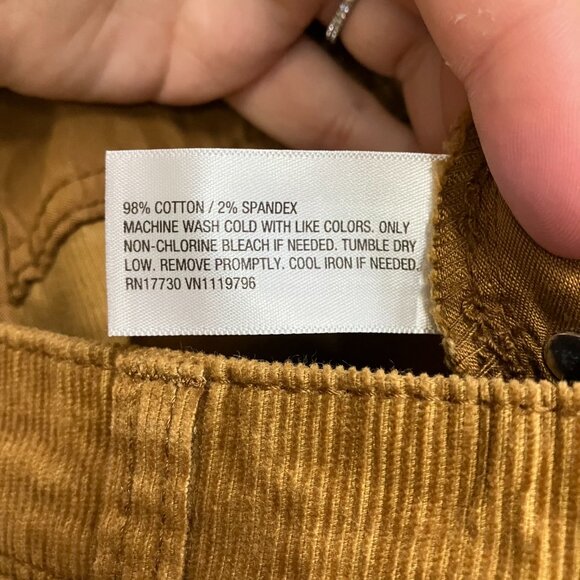 98% COTTON / 2% SPANDEX
MACHINE WASH COLD WITH LIKE COLORS. ONLY
NON-CHLORINE BLEACH IF NEEDED. TUMBLE DRY
LOW. REMOVE PROMPTLY. COOL IRON IF NEEDED.
RN17730 VN1119796